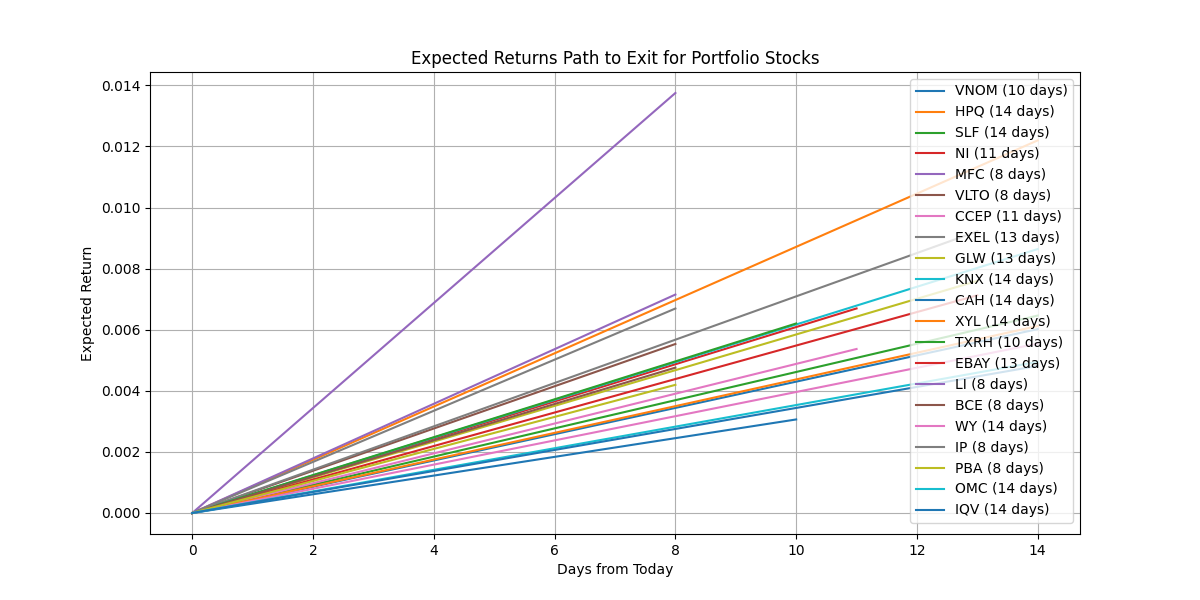 Expected Returns Path to Exit for Portfolio Stocks
Expected Return
0.014
0.012
0.010
0.008
0.006
0.004
0.002
0.000
VNOM (10 days)
HPQ (14 days)
SLF (14 days)
NI (11 days)
MFC (8 days)
VLTO (8 days)
CCEP (11 days)
EXEL (13 days)
GLW (13 days)
KNX (14 days)
CAH (14 days)
XYL (14 days)
TXRH (10 days)
EBAY (13 days)
LI (8 days)
BCE (8 days)
WY (14 days)
IP (8 days)
PBA (8 days)
OMC (14 days)
IQV (14 days)
0 2 4 6 8 10 12 14
Days from Today